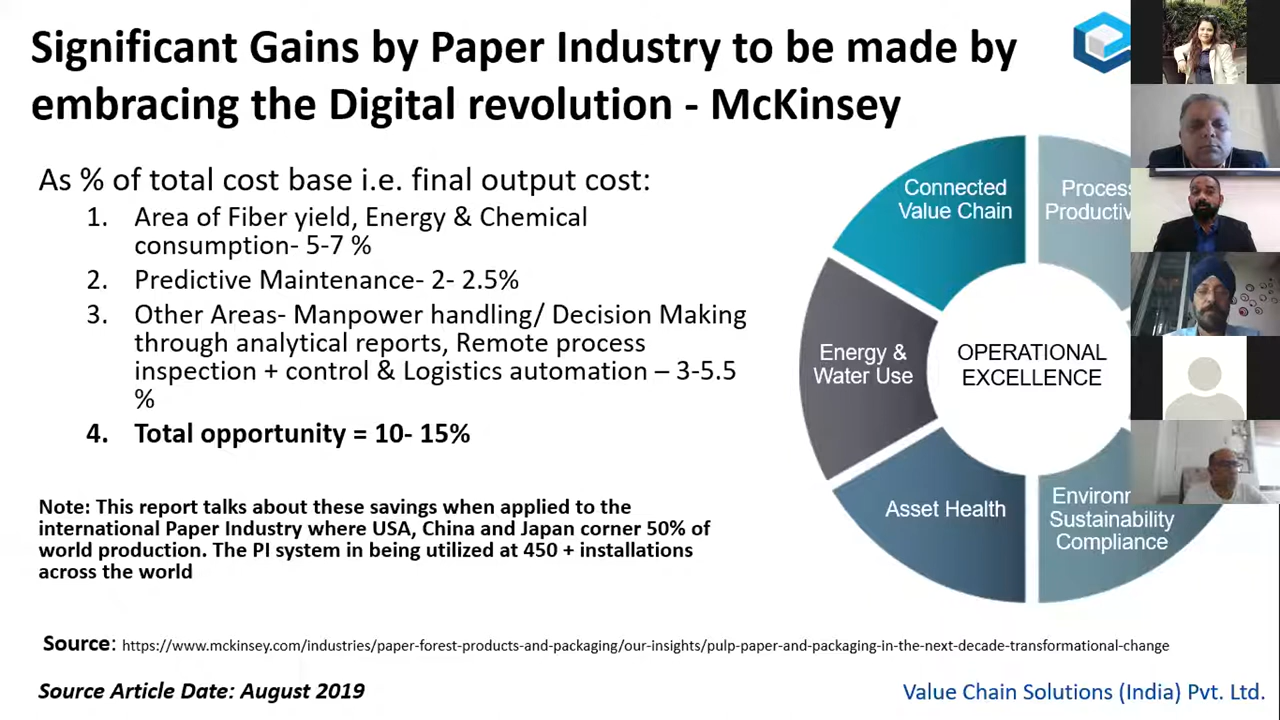 Significant Gains by Paper Industry to be made by
embracing the Digital revolution - McKinsey
As % of total cost base i.e. final output cost:
1. Area of Fiber yield, Energy & Chemical
consumption- 5-7 %
2. Predictive Maintenance- 2- 2.5%
3. Other Areas- Manpower handling/ Decision Making
through analytical reports, Remote process
inspection + control & Logistics automation – 3-5.5
%
4. Total opportunity = 10- 15%
Note: This report talks about these savings when applied to the
international Paper Industry where USA, China and Japan corner 50% of
world production. The PI system in being utilized at 450 + installations
across the world
Connected
Value Chain
Process
Energy &
Water Use
OPERATIONAL
EXCELLENCE
Asset Health
Sustainability
Compliance
Source: https://www.mckinsey.com/industries/paper-forest-products-and-packaging/our-insights/pulp-paper-and-packaging-in-the-next-decade-transformational-change
Source Article Date: August 2019
Value Chain Solutions (India) Pvt. Ltd.